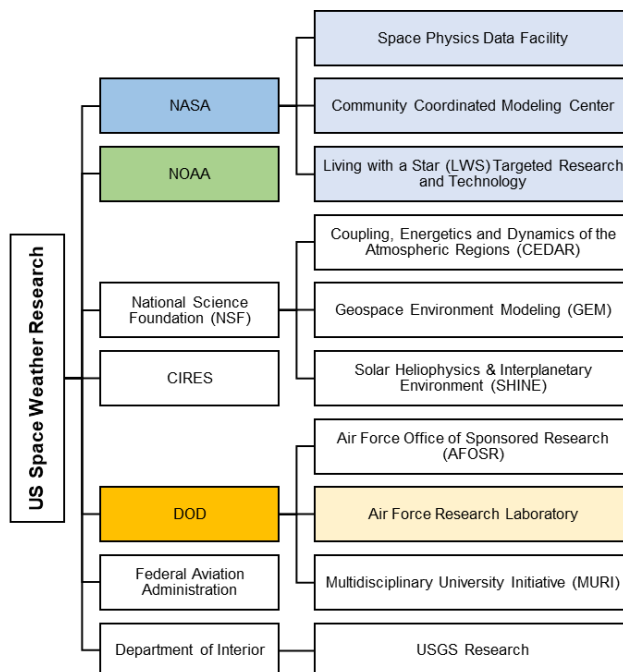 US Space Weather Research
NASA
Space Physics Data Facility
Community Coordinated Modeling Center
Living with a Star (LWS) Targeted Research
and Technology
NOAA
National Science
Foundation (NSF)
Coupling, Energetics and Dynamics of the
Atmospheric Regions (CEDAR)
Geospace Environment Modeling (GEM)
Solar Heliophysics & Interplanetary
Environment (SHINE)
CIRES
DOD
Air Force Office of Sponsored Research
(AFOSR)
Air Force Research Laboratory
Multidisciplinary University Initiative (MURI)
Federal Aviation
Administration
Department of Interior
USGS Research